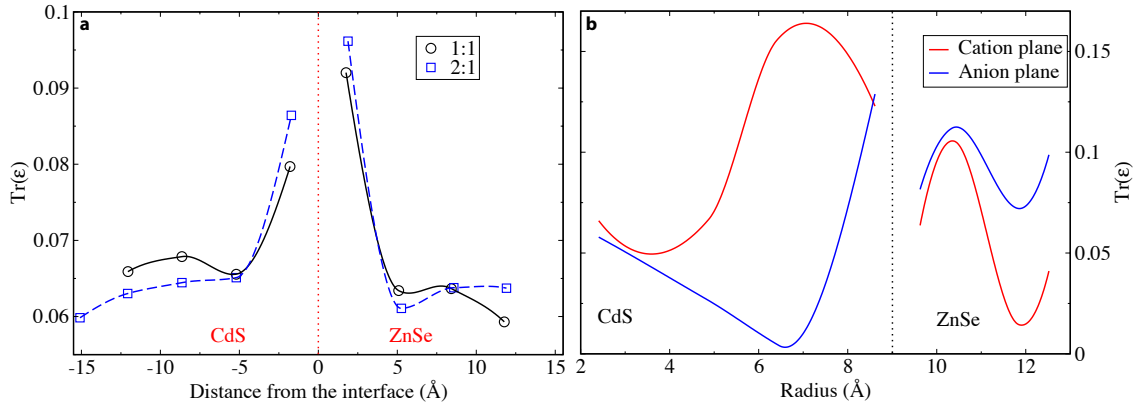 a
0.1
0.09
0.08
0.07
0.06
Tr(ε)
1:1
2:1
CdS
ZnSe
-15 -10 -5 0 5 10 15
Distance from the interface (Å)
b
Cation plane
Anion plane
0.15
0.1
0.05
0
Tr(ε)
CdS
ZnSe
4 6 8 10 12
Radius (Å)